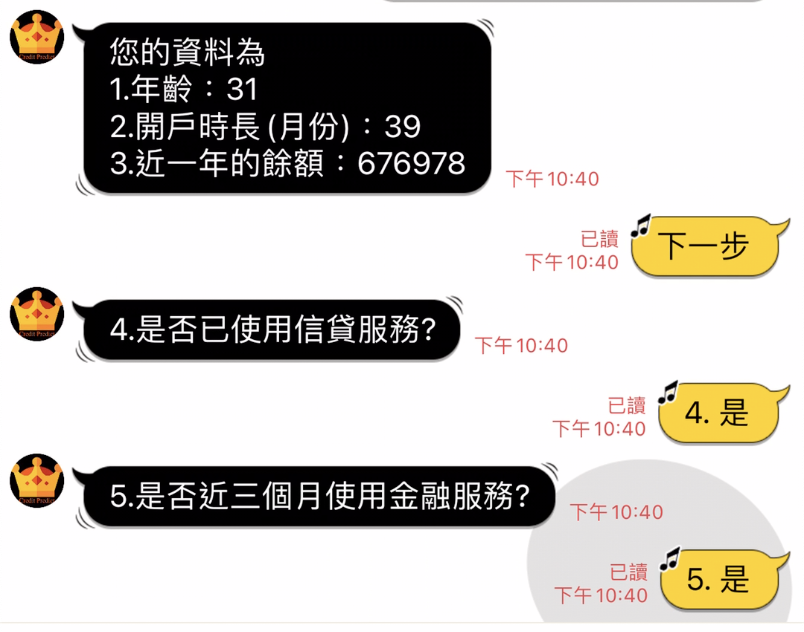 您的資料為
1.年齡：31
2.開戶時長(月份)：39
3.近一年的餘額：676978
下午10:40
已讀
下午10:40
下一步
4.是否已使用信貸服務?
下午10:40
已讀
下午10:40
4. 是
5.是否近三個月使用金融服務?
下午10:40
已讀
下午10:40
5. 是